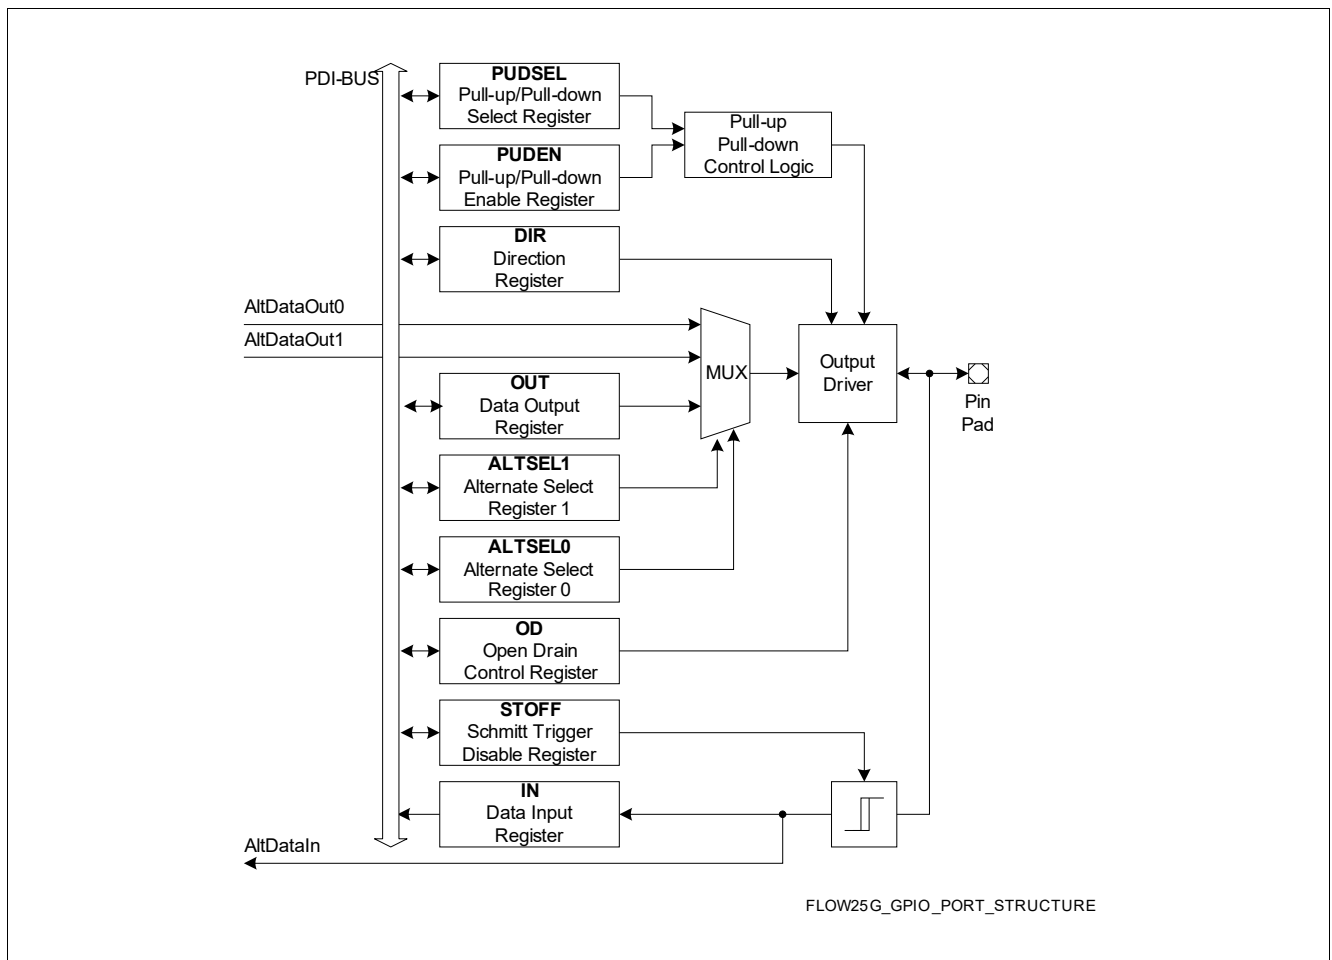 PDI-BUS
PUDSEL
Pull-up/Pull-down
Select Register
Pull-up
Pull-down
Control Logic
PUDEN
Pull-up/Pull-down
Enable Register
DIR
Direction
Register
AltDataOut0
AltDataOut1
MUX
Output
Driver
Pin
Pad
OUT
Data Output
Register
ALTSEL1
Alternate Select
Register 1
ALTSEL0
Alternate Select
Register 0
OD
Open Drain
Control Register
STOFF
Schmitt Trigger
Disable Register
IN
Data Input
Register
AltDataIn
FLOW25G_GPIO_PORT_STRUCTURE